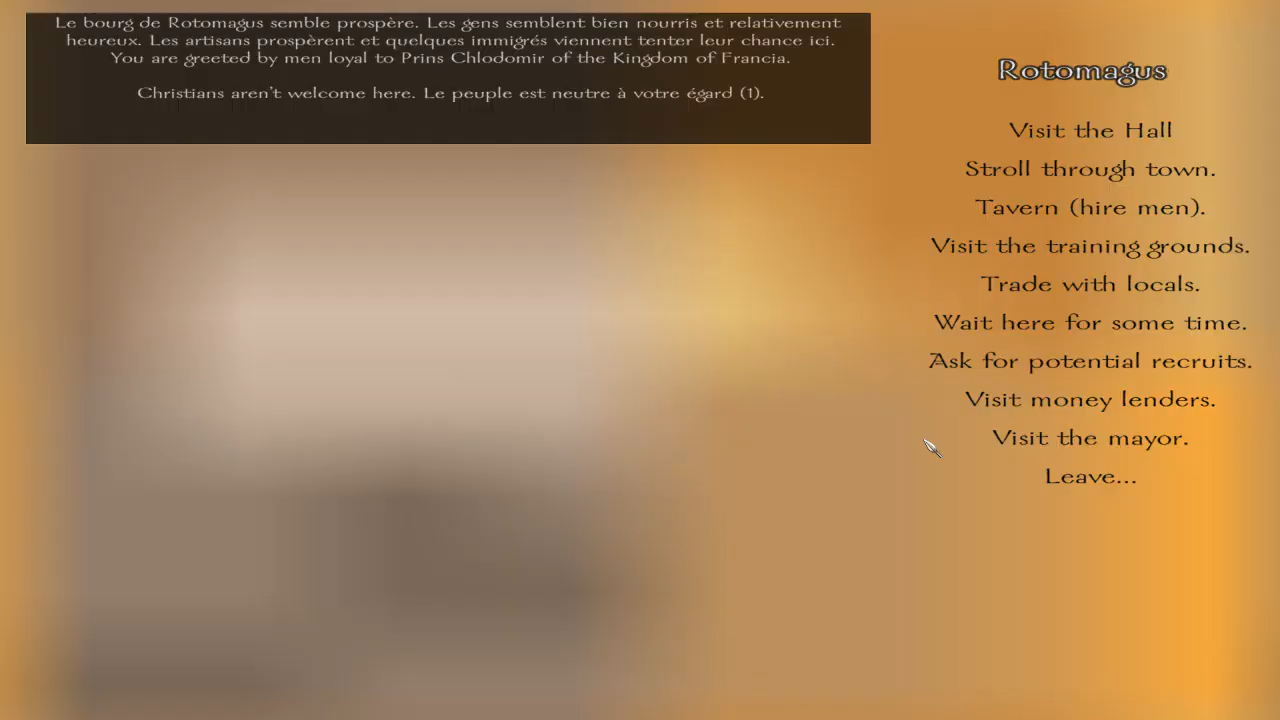 Le bourg de Rotomagus semble prospère. Les gens semblent bien nourris et relativement
heureux. Les artisans prospèrent et quelques immigrés viennent tenter leur chance ici.
You are greeted by men loyal to Prins Chlodomir of the Kingdom of Francia.
Christians aren't welcome here. Le peuple est neutre à votre égard (1).
Rotomagus
Visit the Hall
Stroll through town.
Tavern (hire men).
Visit the training grounds.
Trade with locals.
Wait here for some time.
Ask for potential recruits.
Visit money lenders.
Visit the mayor.
Leave...